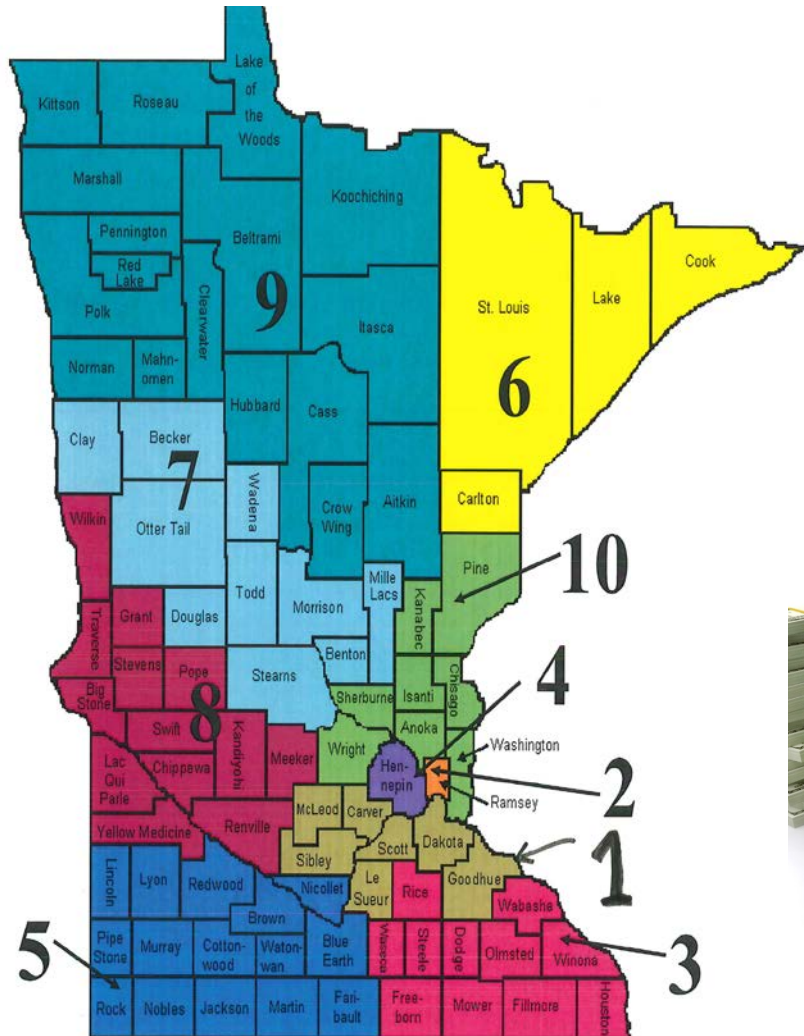 Lake
of
the
Woods
Kittson
Roseau
Marshall
Koochiching
Pennington
Red
Lake
Beltrami
Clearwater
Polk
9
Itasca
St. Louis
Lake
Cook
6
Norman
Mahn-
omen
Hubbard
Cass
Clay
Becker
7
Wadena
Crow
Wing
Aitkin
Carlton
Wilkin
Otter Tail
Pine
10
Todd
Morrison
Mille
Lacs
Kanabec
Grant
Douglas
Traverse
Stevens
Pope
Stearns
Benton
Isanti
Chisago
4
Big
Stone
8
Swift
Kandiyohi
Meeker
Sherburne
Anoka
Wright
Washington
Hen-
nepin
2
Ramsey
Lac
Qui
Parle
Chippewa
Renville
McLeod
Carver
Yellow Medicine
Sibley
Scott
Dakota
1
Lincoln
Lyon
Redwood
Nicollet
Le
Sueur
Rice
Goodhue
Wabasha
Brown
Pipe
Stone
Murray
Cotton-
wood
Waton-
wan
Blue
Earth
Waseca
Steele
Dodge
Olmsted
Winona
3
5
Rock
Nobles
Jackson
Martin
Fari-
bault
Free-
born
Mower
Fillmore
Houston